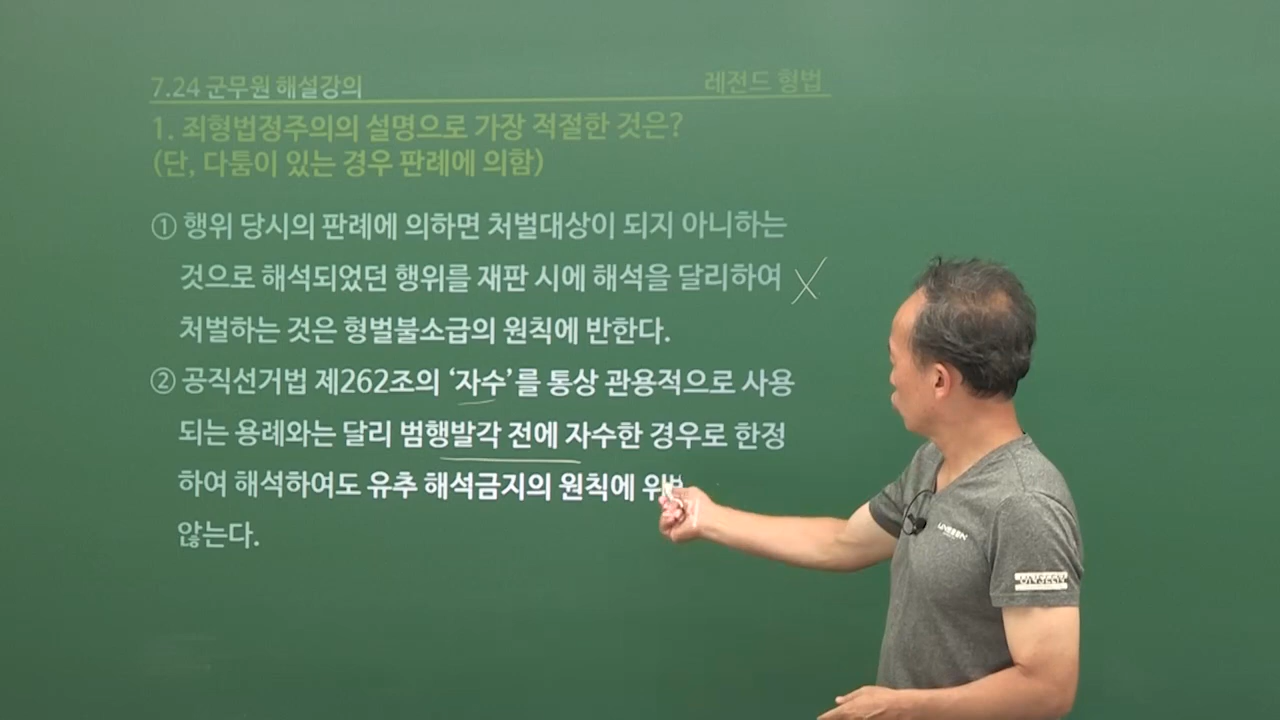 7.24 군무원 해설강의
레전드 형법
1. 죄형법정주의의 설명으로 가장 적절한 것은?
(단, 다툼이 있는 경우 판례에 의함)
① 행위 당시의 판례에 의하면 처벌대상이 되지 아니하는
것으로 해석되었던 행위를 재판 시에 해석을 달리하여 X
처벌하는 것은 형벌불소급의 원칙에 반한다.
② 공직선거법 제262조의 ‘자수’를 통상 관용적으로 사용
되는 용례와는 달리 범행발각 전에 자수한 경우로 한정
하여 해석하여도 유추 해석금지의 원칙에
않는다.
UNSEEN